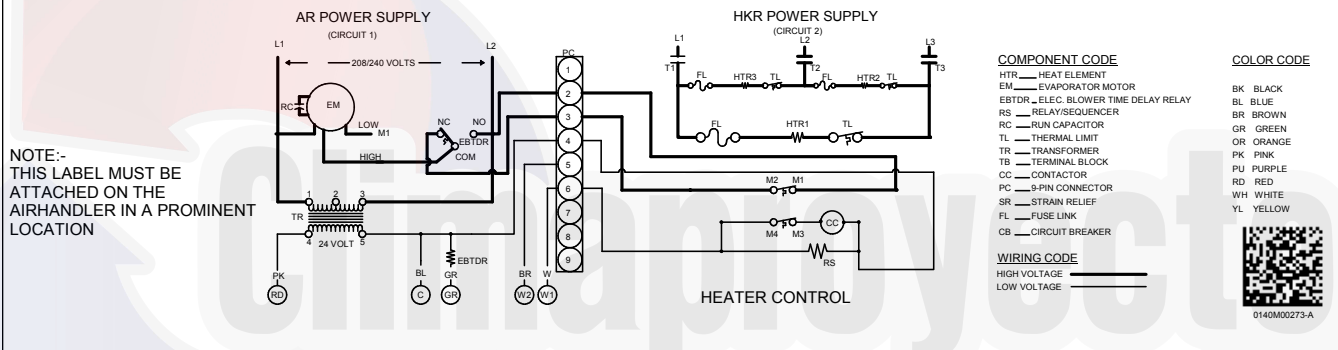 AR POWER SUPPLY
(CIRCUIT 1)
L1
L2
208/240 VOLTS
RC
EM
LOW
M1
HIGH
NC
NO
EBTDR
COM
1 2 3
TR
4 24 VOLT 5
PK
RD
BL
C
EBTDR
GR
GR
BR
W2
W
W1
PC
1
2
3
4
5
6
7
8
9
HKR POWER SUPPLY
(CIRCUIT 2)
L1
L2
L3
T1
T2
T3
FL HTR3 TL FL HTR2 TL
FL HTR1 TL
M2 M1
M4 M3
CC
RS
HEATER CONTROL
NOTE:-
THIS LABEL MUST BE
ATTACHED ON THE
AIRHANDLER IN A PROMINENT
LOCATION
COMPONENT CODE
HTR HEAT ELEMENT
EM EVAPORATOR MOTOR
EBTDR ELEC. BLOWER TIME DELAY RELAY
RS RELAY/SEQUENCER
RC RUN CAPACITOR
TL THERMAL LIMIT
TR TRANSFORMER
TB TERMINAL BLOCK
CC CONTACTOR
PC 9-PIN CONNECTOR
SR STRAIN RELIEF
FL FUSE LINK
CB CIRCUIT BREAKER
WIRING CODE
HIGH VOLTAGE
LOW VOLTAGE
COLOR CODE
BK BLACK
BL BLUE
BR BROWN
GR GREEN
OR ORANGE
PK PINK
PU PURPLE
RD RED
WH WHITE
YL YELLOW
0140M00273-A
Climaproyecto